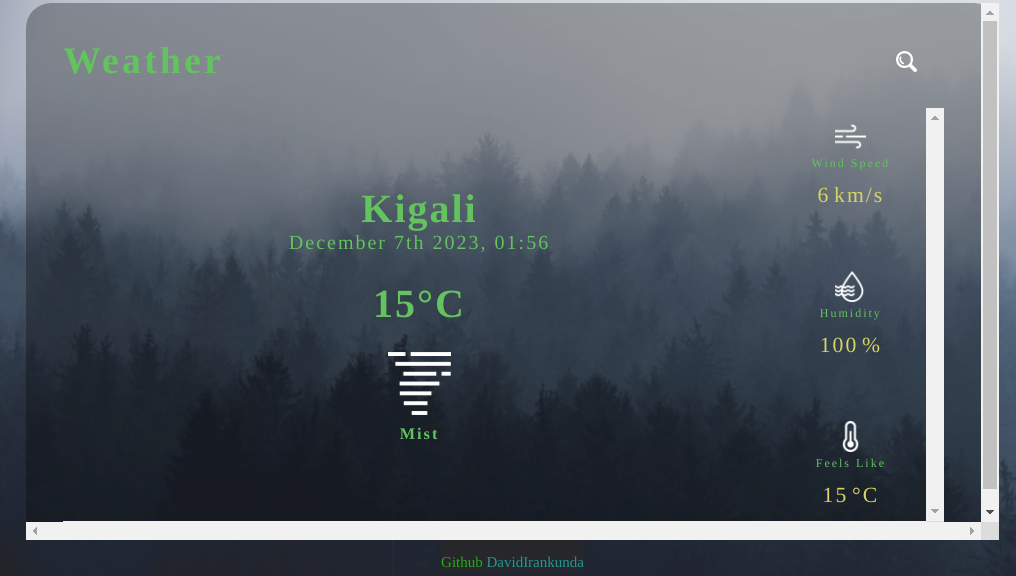 Weather
Kigali
December 7th 2023, 01:56
15°C
Mist
Wind Speed
6 km/s
Humidity
100 %
Feels Like
15 °C
Github DavidIrankunda